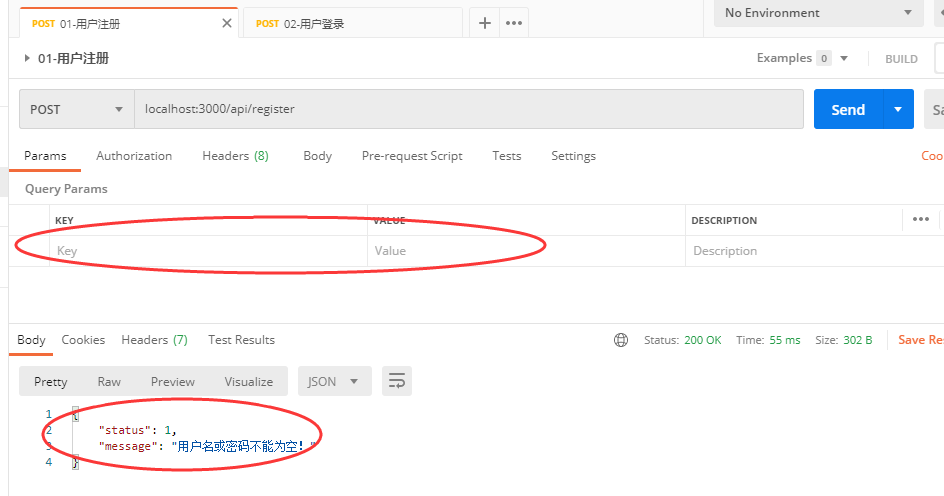 POST 01-用户注册
POST 02-用户登录
No Environment
01-用户注册
Examples 0
BUILD
POST
localhost:3000/api/register
Send
Sa
Params
Authorization
Headers (8)
Body
Pre-request Script
Tests
Settings
Coo
Query Params
KEY
VALUE
DESCRIPTION
Key
Value
Description
Body
Cookies
Headers (7)
Test Results
Status: 200 OK
Time: 55 ms
Size: 302 B
Save Res
Pretty
Raw
Preview
Visualize
JSON
1 {
2 "status": 1,
3 "message": "用户名或密码不能为空！"
4 }